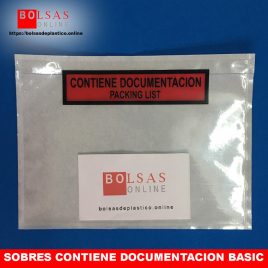 BOLSAS
ONLINE
https://bolsasdeplastico.online
CONTIENE DOCUMENTACION
PACKING LIST
BOLSAS
ONLINE
bolsasdeplastico.online
SOBRES CONTIENE DOCUMENTACION BASIC